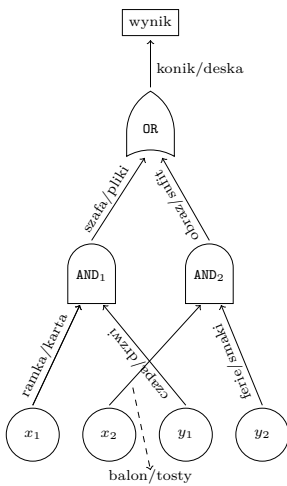 wynik
konik/deska
OR
szafa/pliki
obraz/sufit
AND₁
AND₂
ramka/karta
czapa/drzwi
ferie/smaki
x₁
x₂
y₁
y₂
balon/tosty